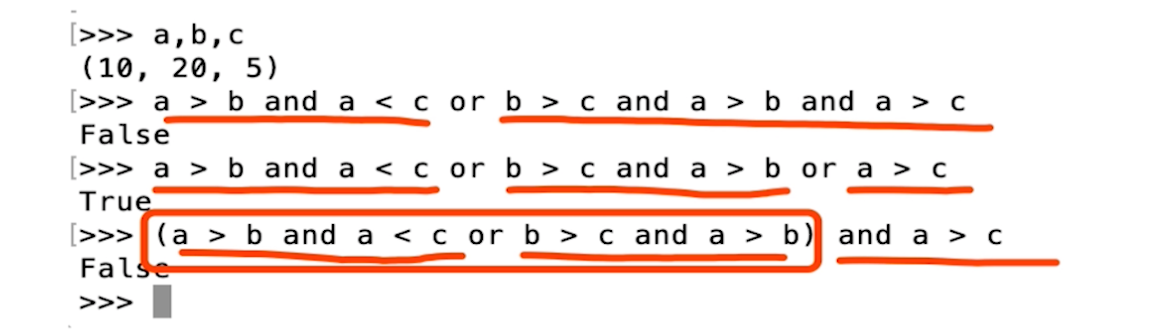 [>>> a,b,c
(10, 20, 5)
[>>> a > b and a < c or b > c and a > b and a > c
False
[>>> a > b and a < c or b > c and a > b or a > c
True
[>>> (a > b and a < c or b > c and a > b) and a > c
False
>>>